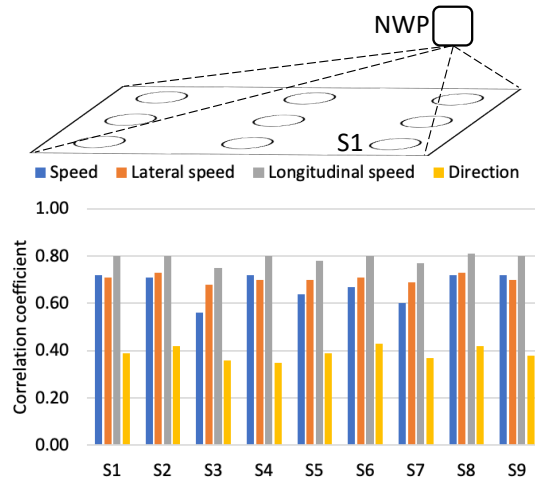 NWP
S1
Speed Lateral speed Longitudinal speed Direction
1.00
0.80
0.60
0.40
0.20
0.00
Correlation coefficient
S1 S2 S3 S4 S5 S6 S7 S8 S9